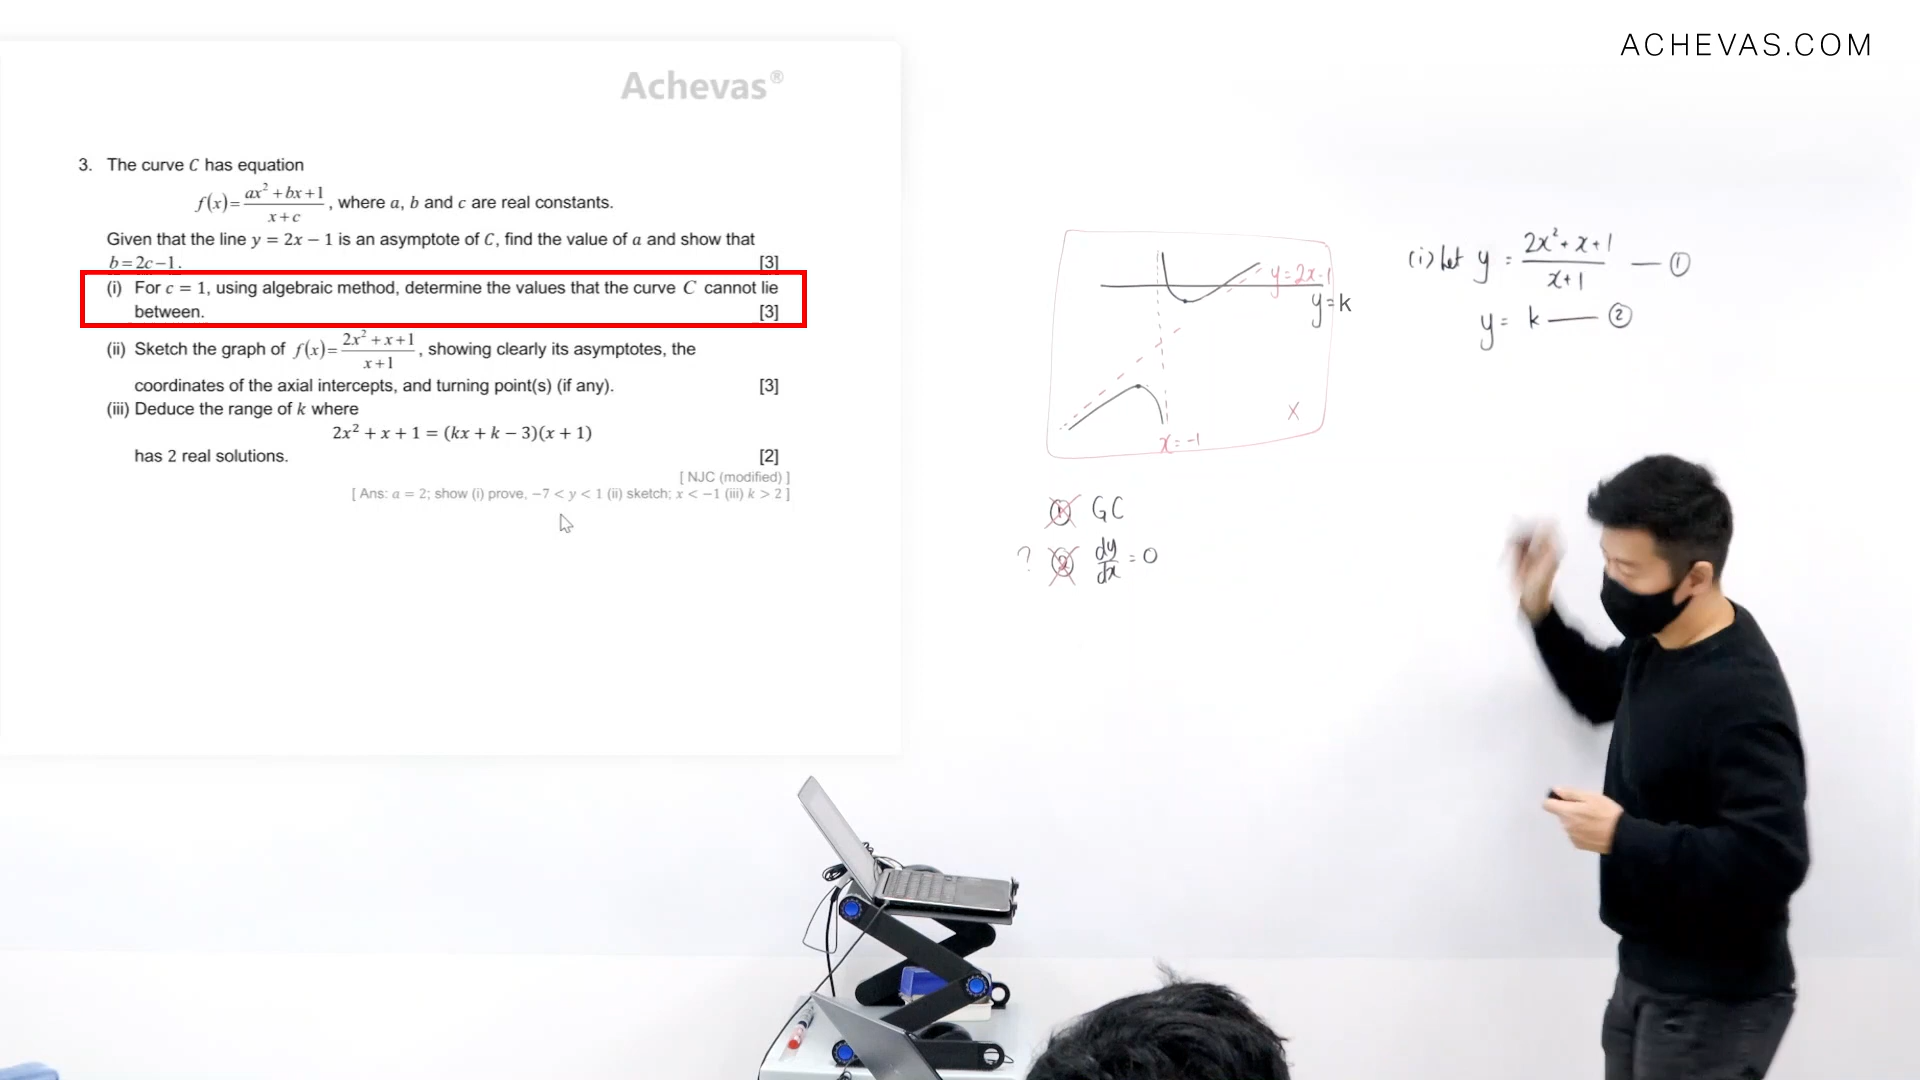 ACHEVAS.COM
Achevas®
3. The curve C has equation
f(x)=\frac{ax²+bx+1}{x+c}, where a, b and c are real constants.
Given that the line y = 2x − 1 is an asymptote of C, find the value of a and show that
b=2c−1. [3]
(i) For c = 1, using algebraic method, determine the values that the curve C cannot lie
between. [3]
(ii) Sketch the graph of f(x)=\frac{2x²+x+1}{x+1}, showing clearly its asymptotes, the
coordinates of the axial intercepts, and turning point(s) (if any). [3]
(iii) Deduce the range of k where
2x² + x + 1 = (kx + k − 3)(x + 1)
has 2 real solutions. [2]
[ NJC (modified) ]
[ Ans: a = 2; show (i) prove, −7 < y < 1 (ii) sketch; x < −1 (iii) k > 2 ]
y=2x-1
y=k
x
x=-1
① GC
? ② \frac{dy}{dx} = 0
(i) Let y = \frac{2x²+x+1}{x+1} — ①
y = k — ②